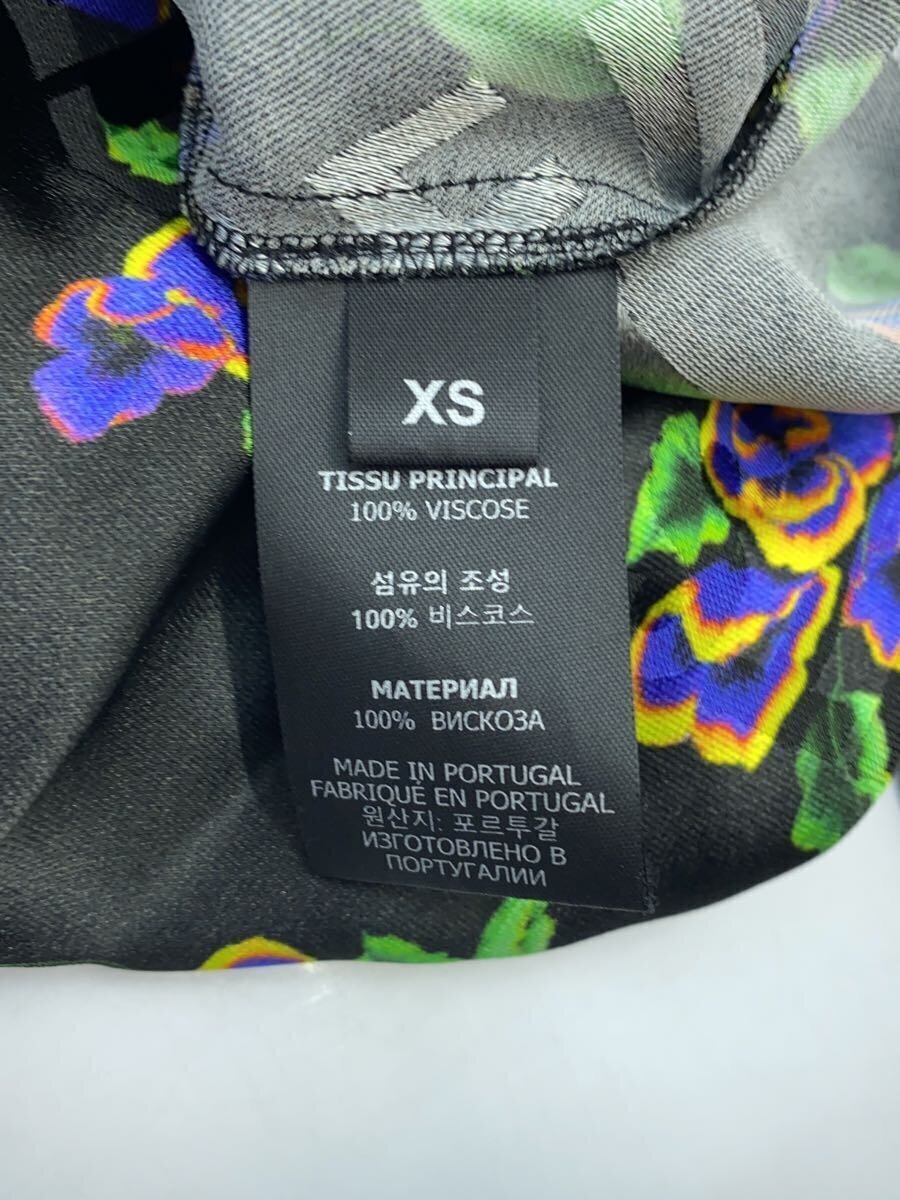 XS
TISSU PRINCIPAL
100% VISCOSE
섬유의 조성
100% 비스코스
МАТЕРИАЛ
100% ВИСКОЗА
MADE IN PORTUGAL
FABRIQUÉ EN PORTUGAL
원산지: 포르투갈
ИЗГОТОВЛЕНО В
ПОРТУГАЛИИ